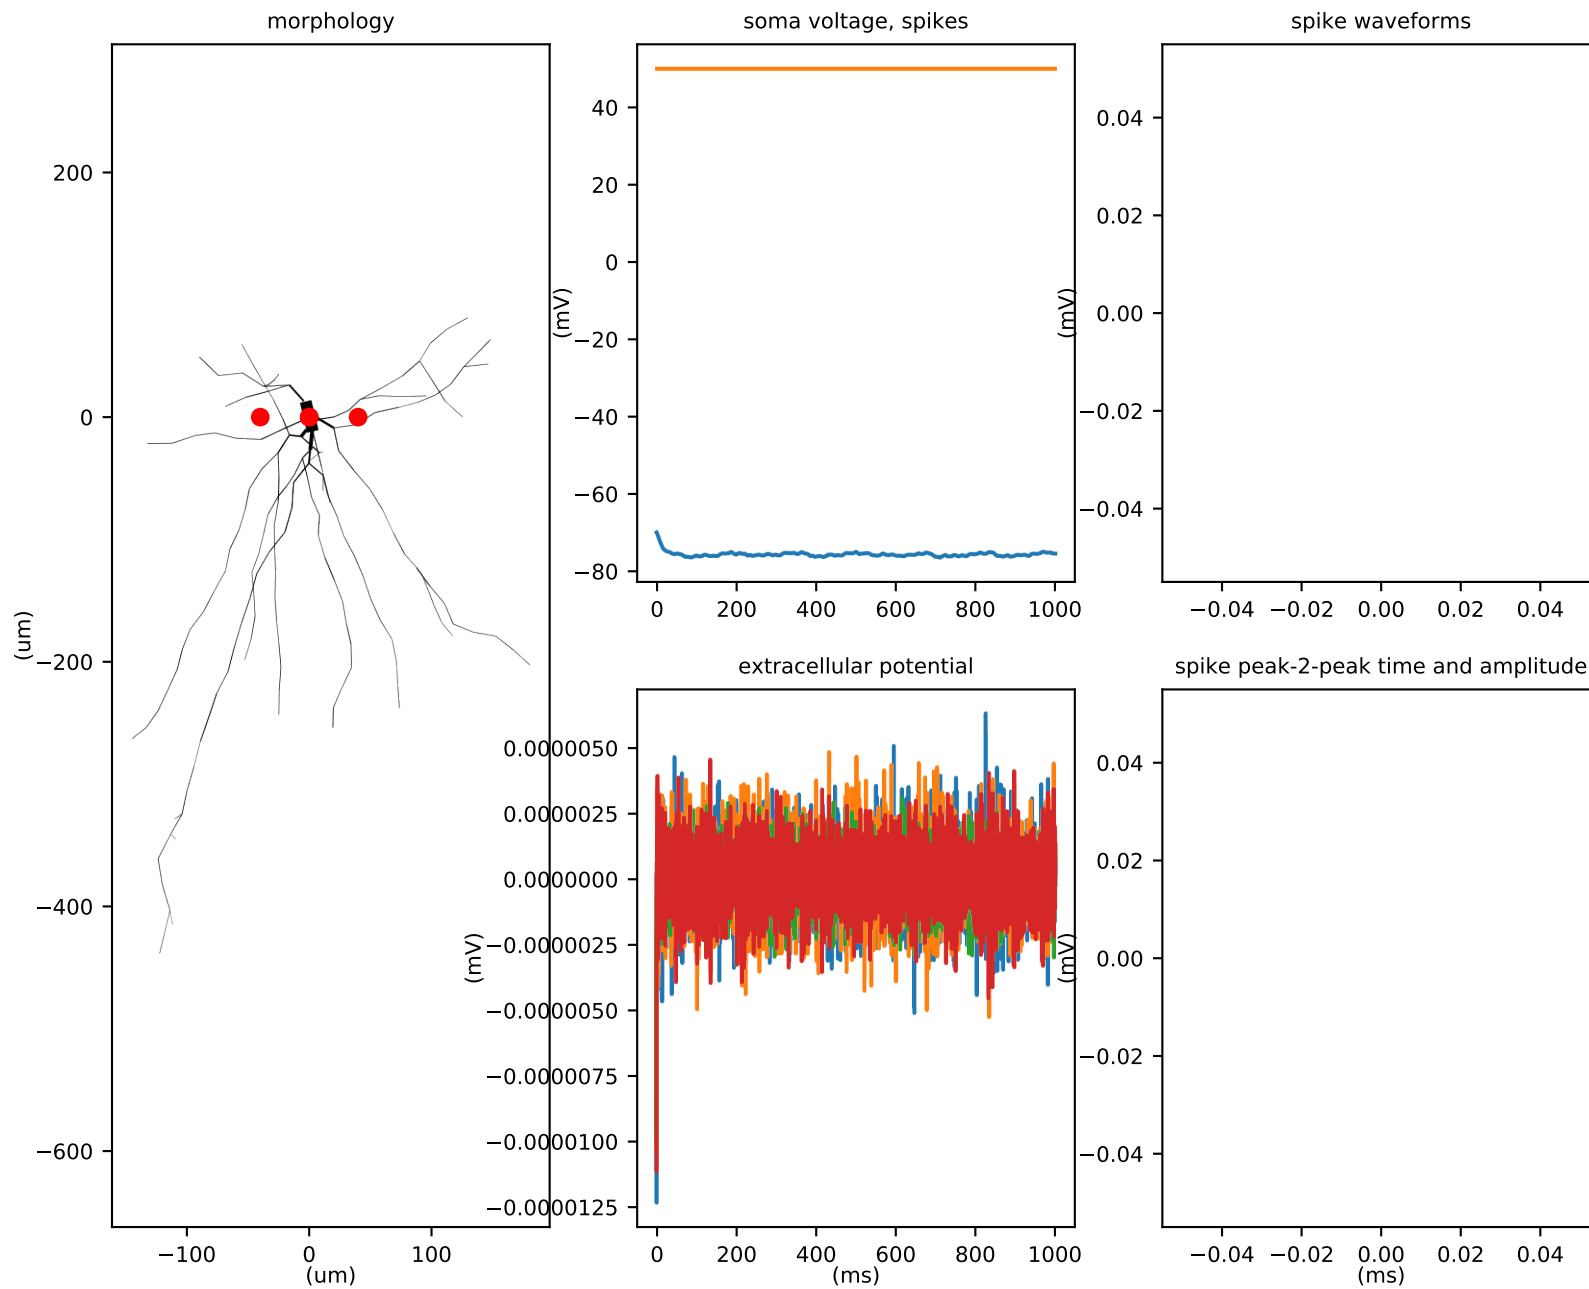 morphology
200
0
−200
−400
−600
(um)
−100 0 100
(um)
soma voltage, spikes
40
20
0
−20
−40
−60
−80
(mV)
0 200 400 600 800 1000
spike waveforms
0.04
0.02
0.00
−0.02
−0.04
(mV)
−0.04 −0.02 0.00 0.02 0.04
extracellular potential
0.0000050
0.0000025
0.0000000
−0.0000025
−0.0000050
−0.0000075
−0.0000100
−0.0000125
(mV)
0 200 400 600 800 1000
(ms)
spike peak-2-peak time and amplitude
0.04
0.02
0.00
−0.02
−0.04
(mV)
−0.04 −0.02 0.00 0.02 0.04
(ms)